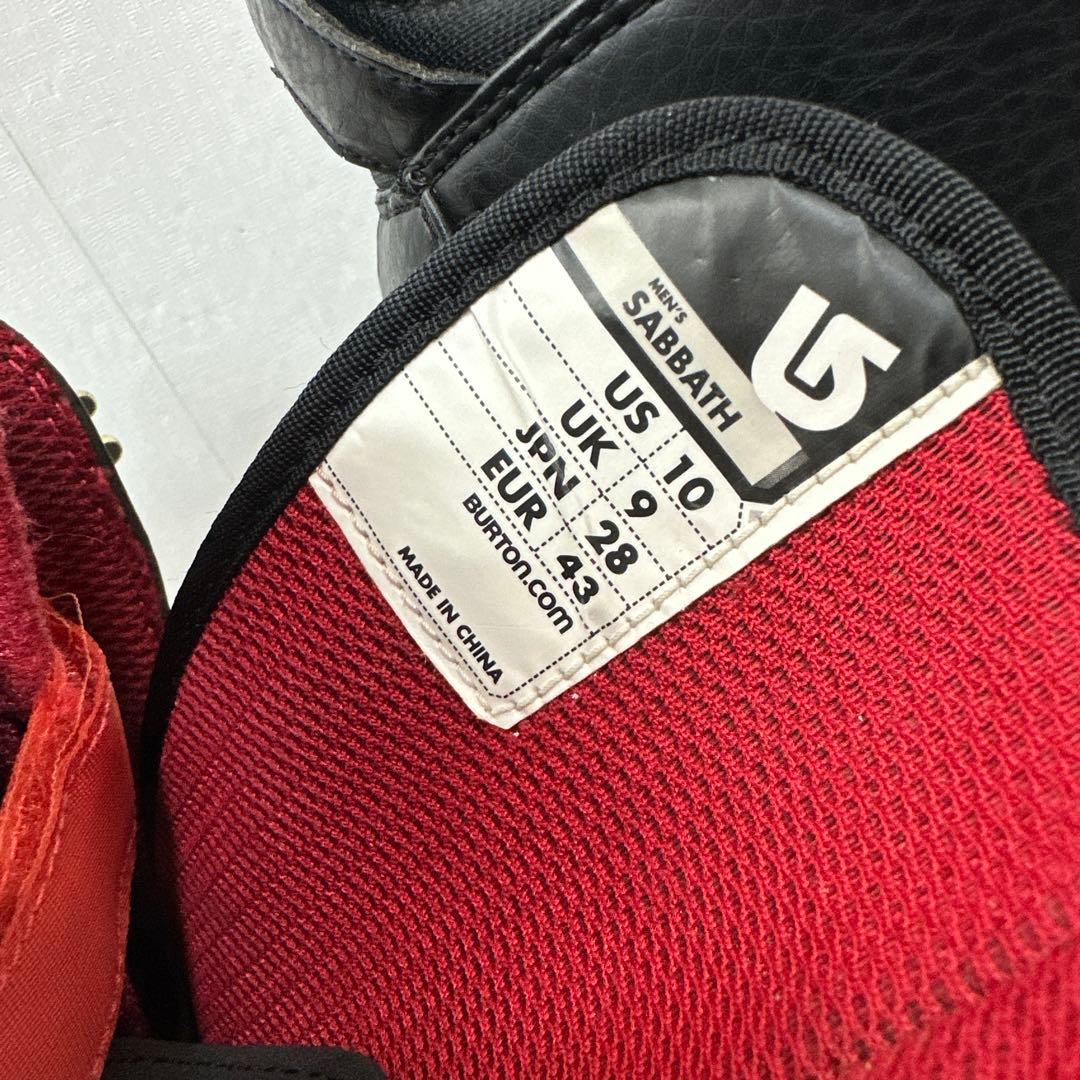 MEN'S
SABBATH
US 10
UK 9
JPN 28
EUR 43
BURTON.COM
MADE IN CHINA